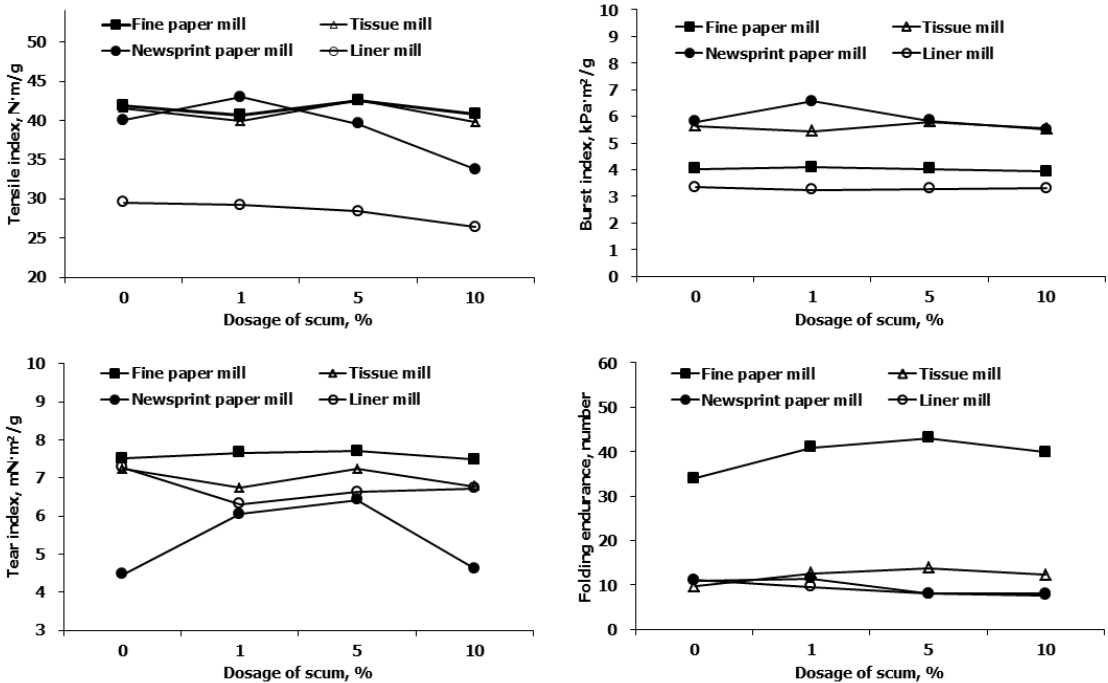 Fine paper mill
Tissue mill
Newsprint paper mill
Liner mill
Tensile index, N·m/g
50
45
40
35
30
25
20
0 1 5 10
Dosage of scum, %
Fine paper mill
Tissue mill
Newsprint paper mill
Liner mill
Burst index, kPa·m²/g
10
9
8
7
6
5
4
3
2
1
0
0 1 5 10
Dosage of scum, %
Fine paper mill
Tissue mill
Newsprint paper mill
Liner mill
Tear index, mN·m²/g
10
9
8
7
6
5
4
3
0 1 5 10
Dosage of scum, %
Fine paper mill
Tissue mill
Newsprint paper mill
Liner mill
Folding endurance, number
60
50
40
30
20
10
0
0 1 5 10
Dosage of scum, %